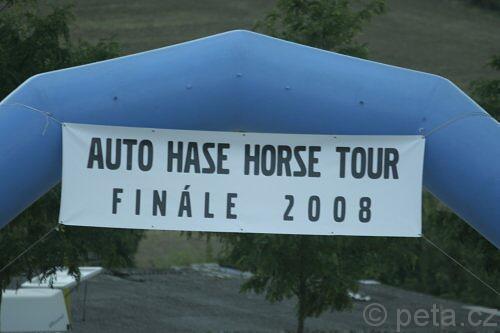 AUTO HASE HORSE TOUR
FINÁLE 2008
© peta.cz